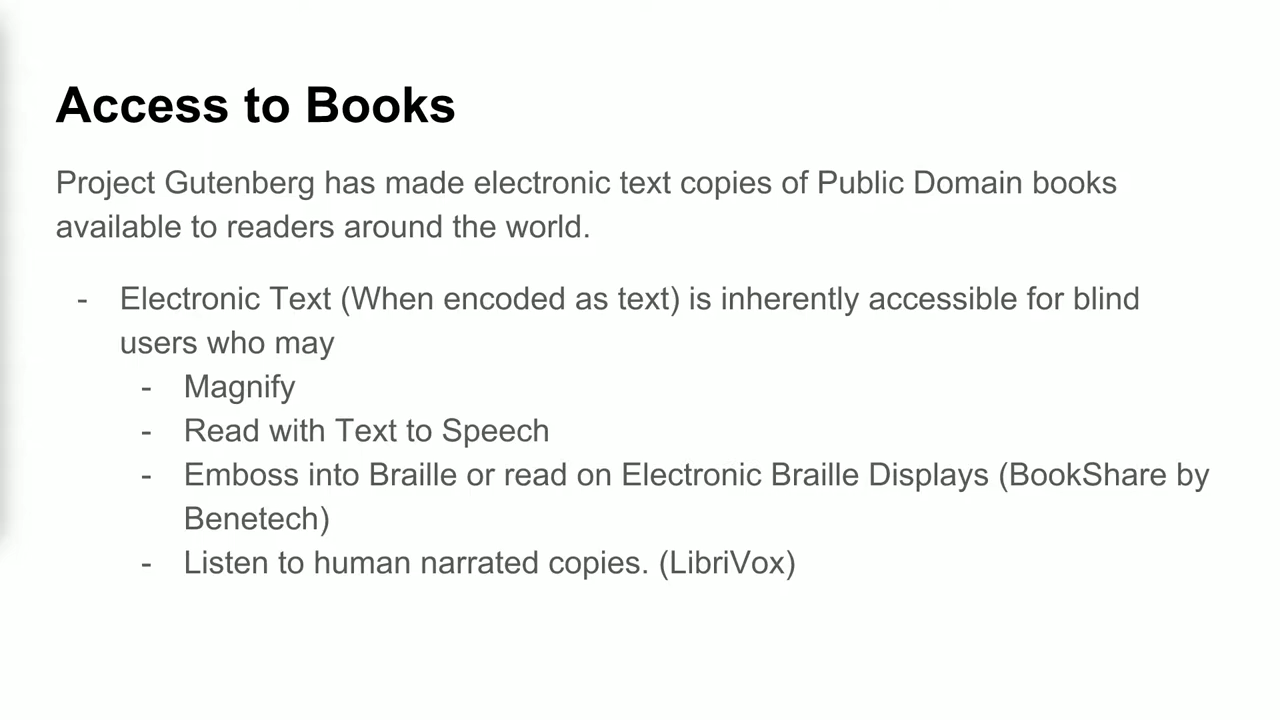 Access to Books
Project Gutenberg has made electronic text copies of Public Domain books
available to readers around the world.
- Electronic Text (When encoded as text) is inherently accessible for blind
users who may
- Magnify
- Read with Text to Speech
- Emboss into Braille or read on Electronic Braille Displays (BookShare by
Benetech)
- Listen to human narrated copies. (LibriVox)